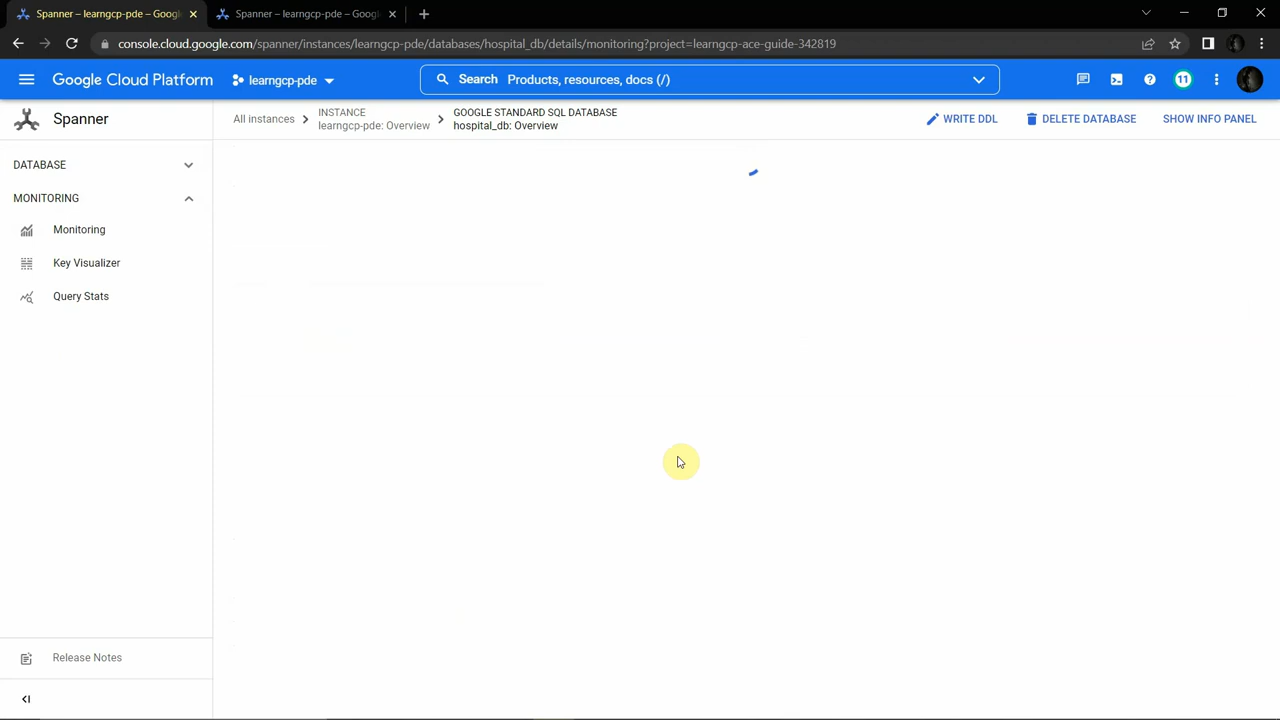 Spanner – learngcp-pde – Google
Spanner – learngcp-pde – Google
console.cloud.google.com/spanner/instances/learngcp-pde/databases/hospital_db/details/monitoring?project=learngcp-ace-guide-342819
Google Cloud Platform
learngcp-pde
Search Products, resources, docs (/)
11
Spanner
All instances
INSTANCE
learngcp-pde: Overview
GOOGLE STANDARD SQL DATABASE
hospital_db: Overview
WRITE DDL
DELETE DATABASE
SHOW INFO PANEL
DATABASE
MONITORING
Monitoring
Key Visualizer
Query Stats
Release Notes